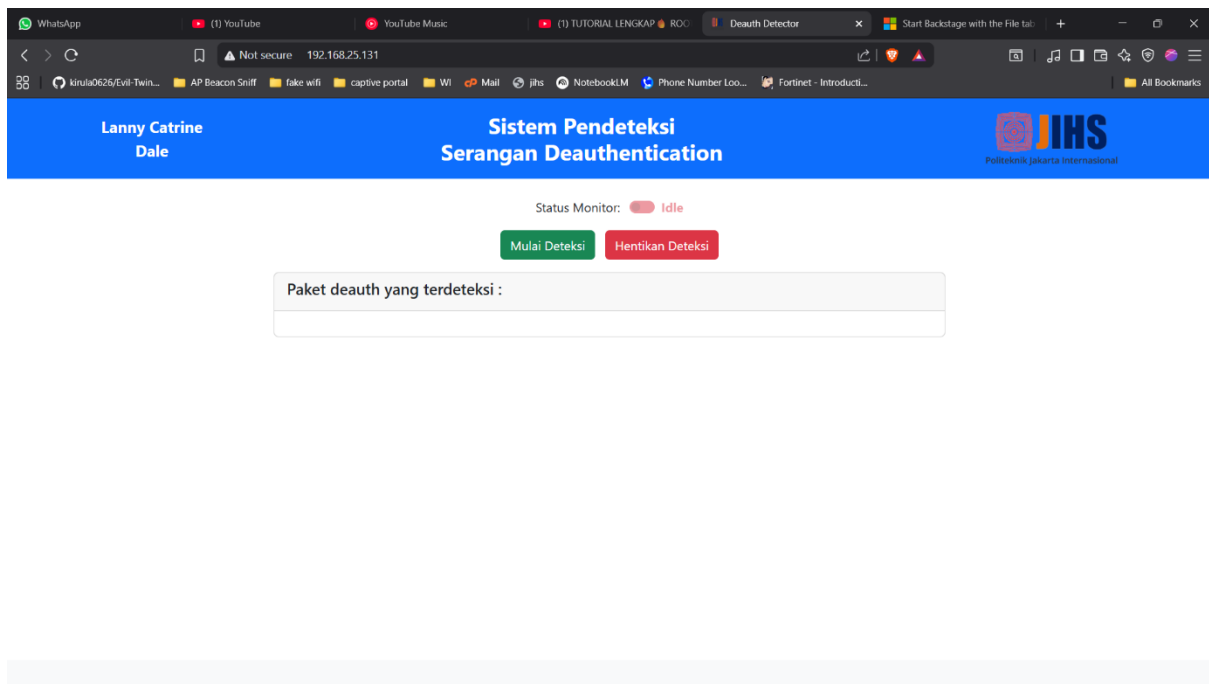 WhatsApp
(1) YouTube
YouTube Music
(1) TUTORIAL LENGKAP 🔥 ROO
Deauth Detector
Start Backstage with the File tab
Not secure 192.168.25.131
kirula0626/Evil-Twin...
AP Beacon Sniff
fake wifi
captive portal
WI
Mail
jihs
NotebookLM
Phone Number Loo...
Fortinet - Introducti...
All Bookmarks
Lanny Catrine
Dale
Sistem Pendeteksi
Serangan Deauthentication
JIHS
Politeknik Jakarta Internasional
Status Monitor: Idle
Mulai Deteksi
Hentikan Deteksi
Paket deauth yang terdeteksi :